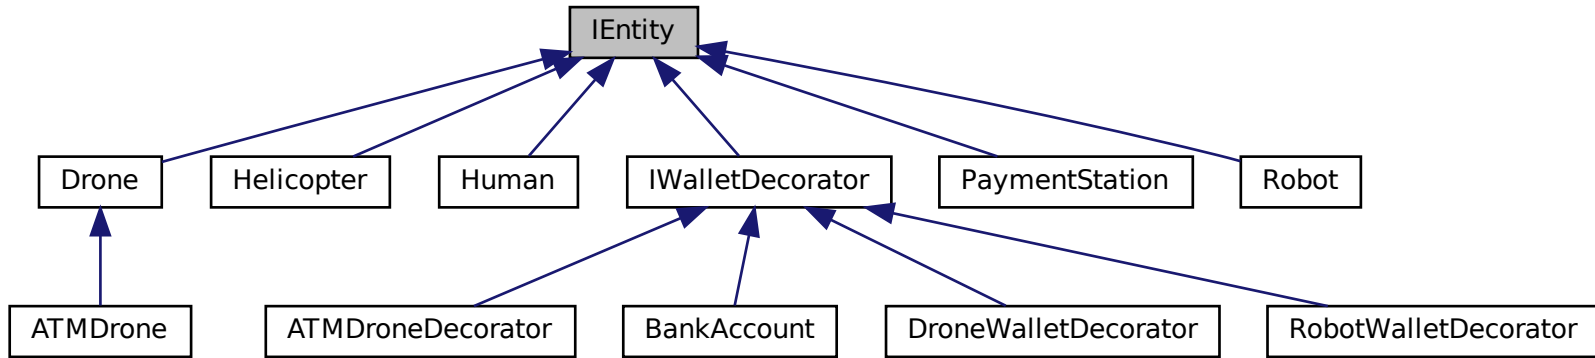 IEntity
Drone
Helicopter
Human
IWalletDecorator
PaymentStation
Robot
ATMDrone
ATMDroneDecorator
BankAccount
DroneWalletDecorator
RobotWalletDecorator